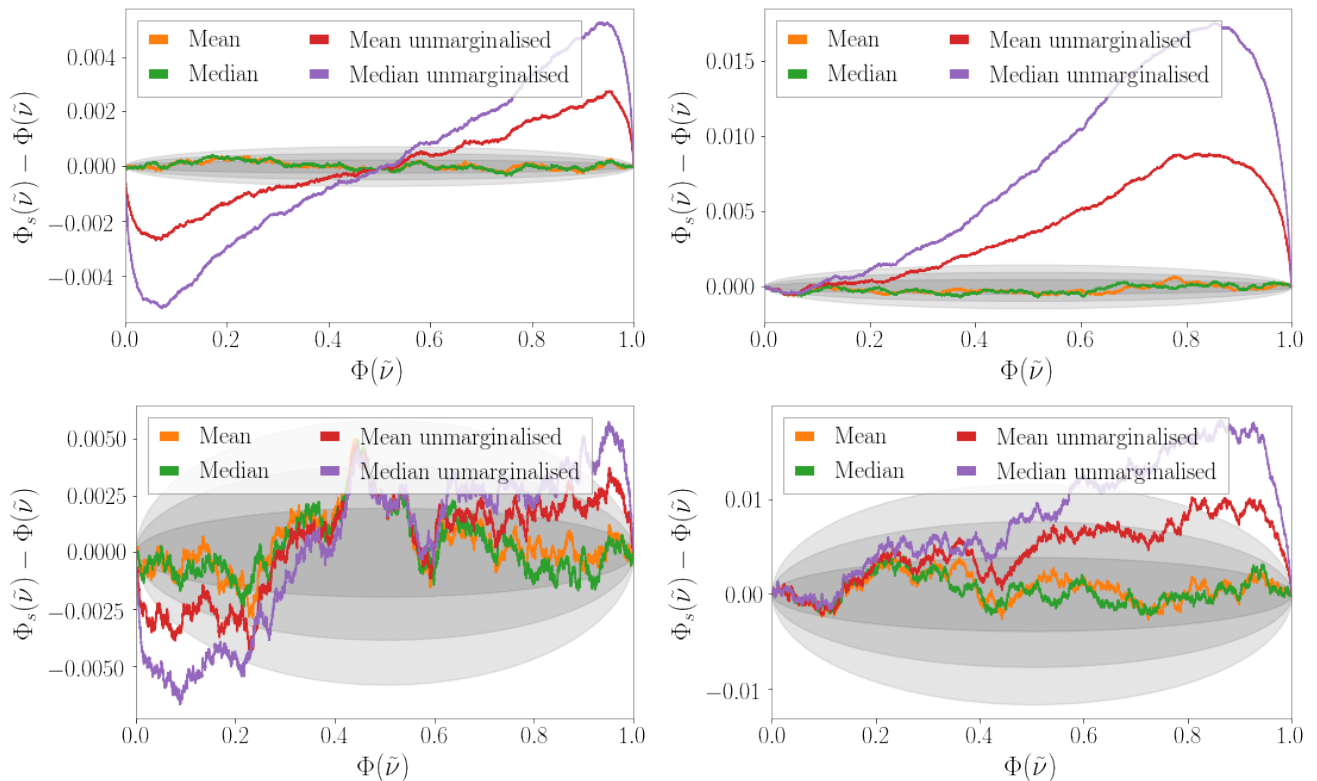 Mean
Median
Mean unmarginalised
Median unmarginalised
0.004
0.002
0.000
−0.002
−0.004
Φₛ(ν̃) − Φ(ν̃)
0.0 0.2 0.4 0.6 0.8 1.0
Φ(ν̃)
Mean
Median
Mean unmarginalised
Median unmarginalised
0.015
0.010
0.005
0.000
Φₛ(ν̃) − Φ(ν̃)
0.0 0.2 0.4 0.6 0.8 1.0
Φ(ν̃)
Mean
Median
Mean unmarginalised
Median unmarginalised
0.0050
0.0025
0.0000
−0.0025
−0.0050
Φₛ(ν̃) − Φ(ν̃)
0.0 0.2 0.4 0.6 0.8 1.0
Φ(ν̃)
Mean
Median
Mean unmarginalised
Median unmarginalised
0.01
0.00
−0.01
Φₛ(ν̃) − Φ(ν̃)
0.0 0.2 0.4 0.6 0.8 1.0
Φ(ν̃)